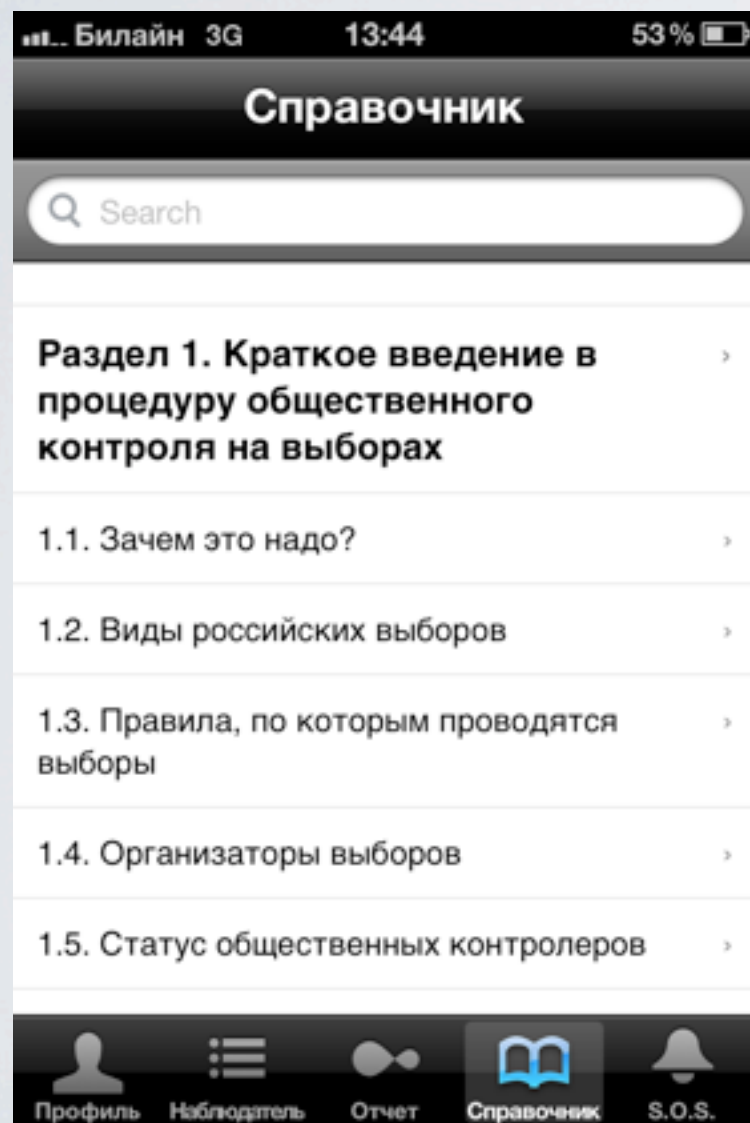 Билайн 3G 13:44 53%
Справочник
Search
Раздел 1. Краткое введение в
процедуру общественного
контроля на выборах
1.1. Зачем это надо?
1.2. Виды российских выборов
1.3. Правила, по которым проводятся
выборы
1.4. Организаторы выборов
1.5. Статус общественных контролеров
Профиль Наблюдатель Отчет Справочник S.O.S.